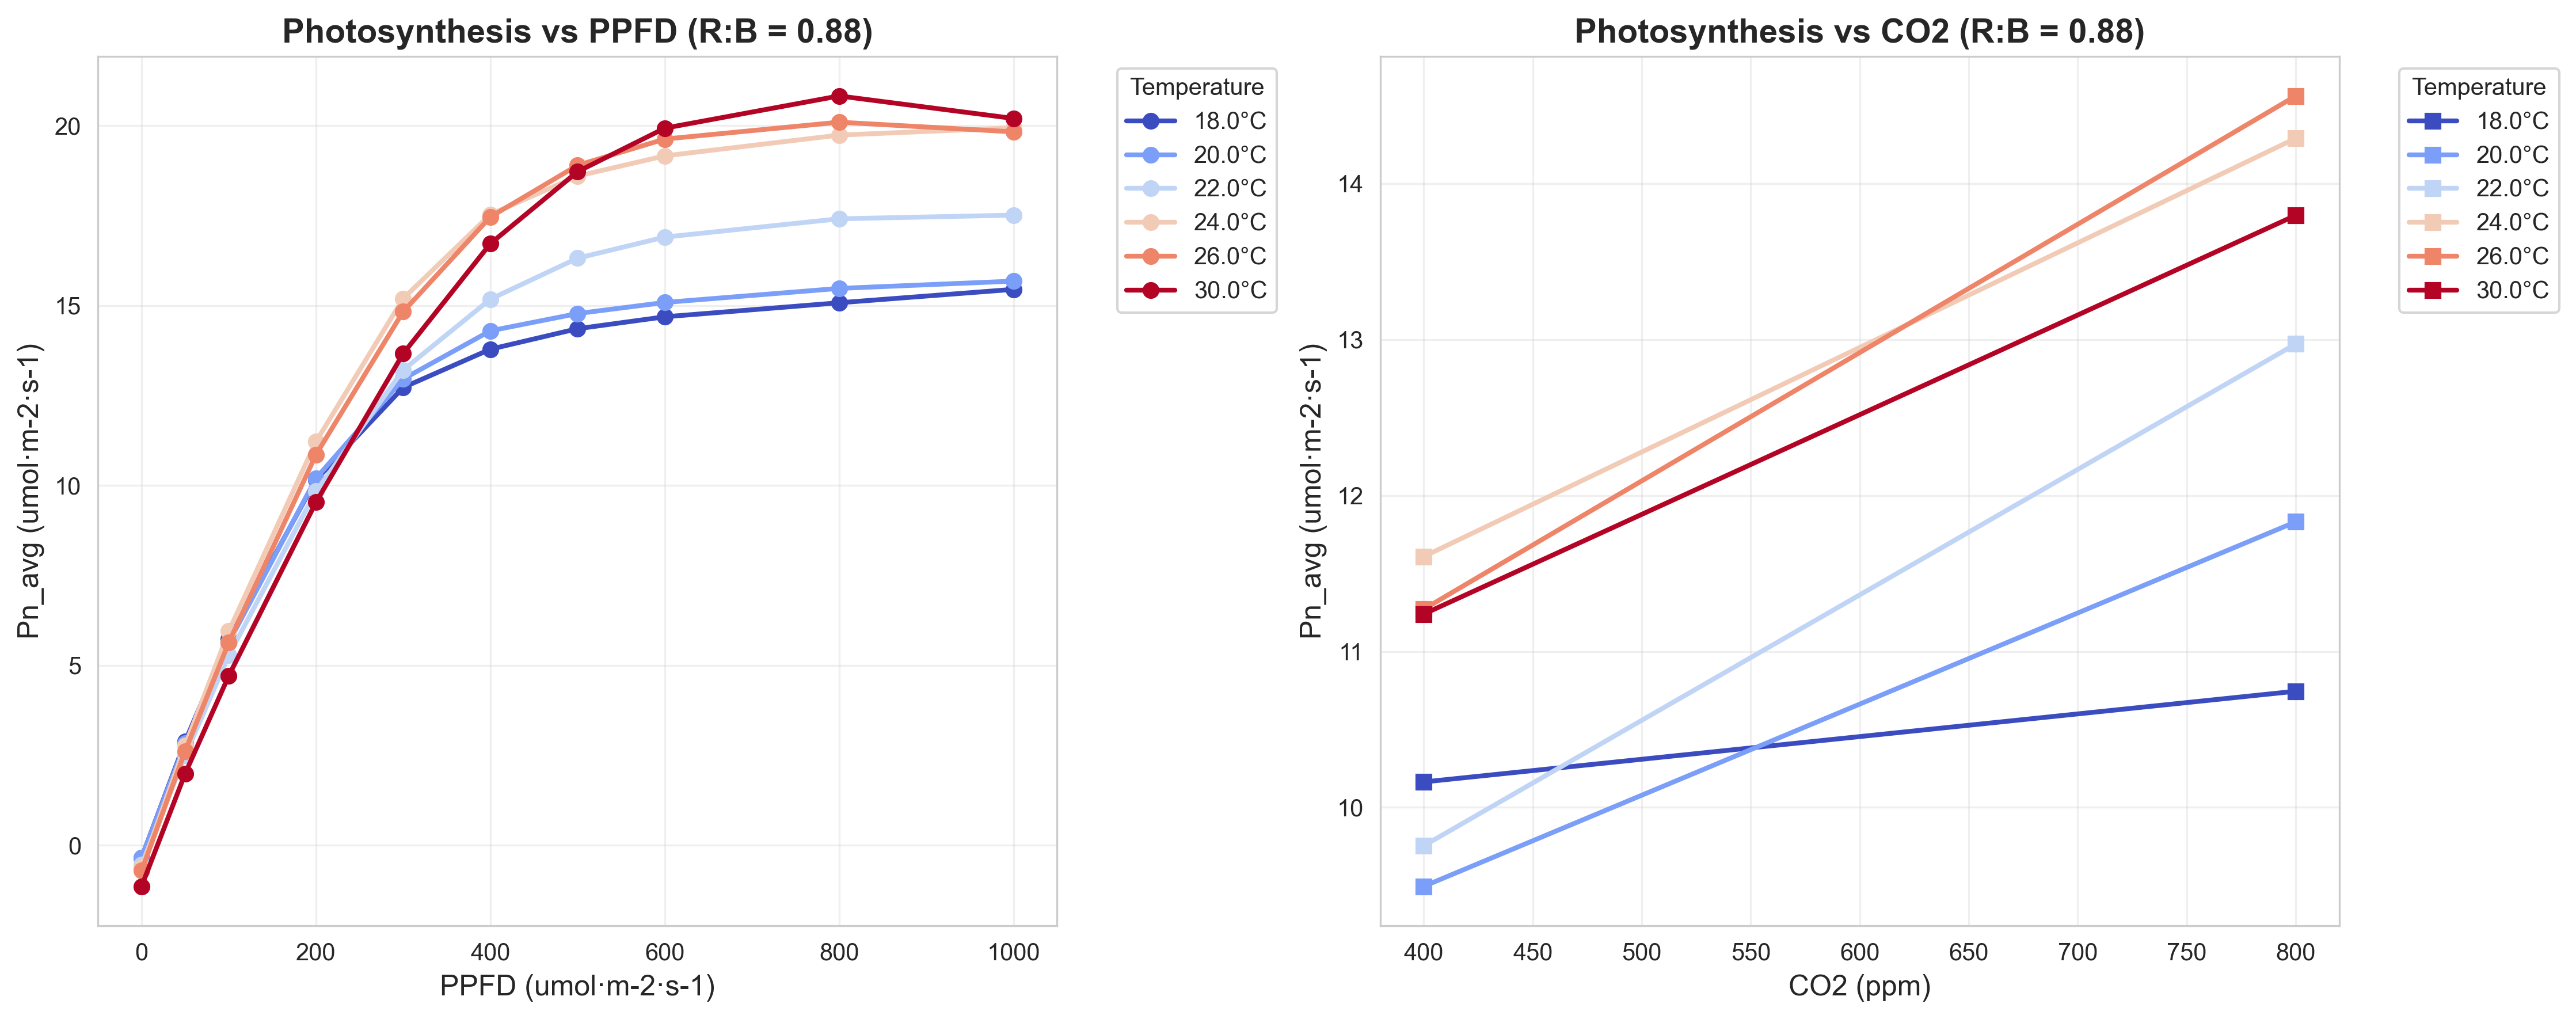 Photosynthesis vs PPFD (R:B = 0.88)
Pn_avg (umol·m-2·s-1)
20
15
10
5
0
0 200 400 600 800 1000
PPFD (umol·m-2·s-1)
Temperature
18.0°C
20.0°C
22.0°C
24.0°C
26.0°C
30.0°C
Photosynthesis vs CO2 (R:B = 0.88)
Pn_avg (umol·m-2·s-1)
14
13
12
11
10
400 450 500 550 600 650 700 750 800
CO2 (ppm)
Temperature
18.0°C
20.0°C
22.0°C
24.0°C
26.0°C
30.0°C